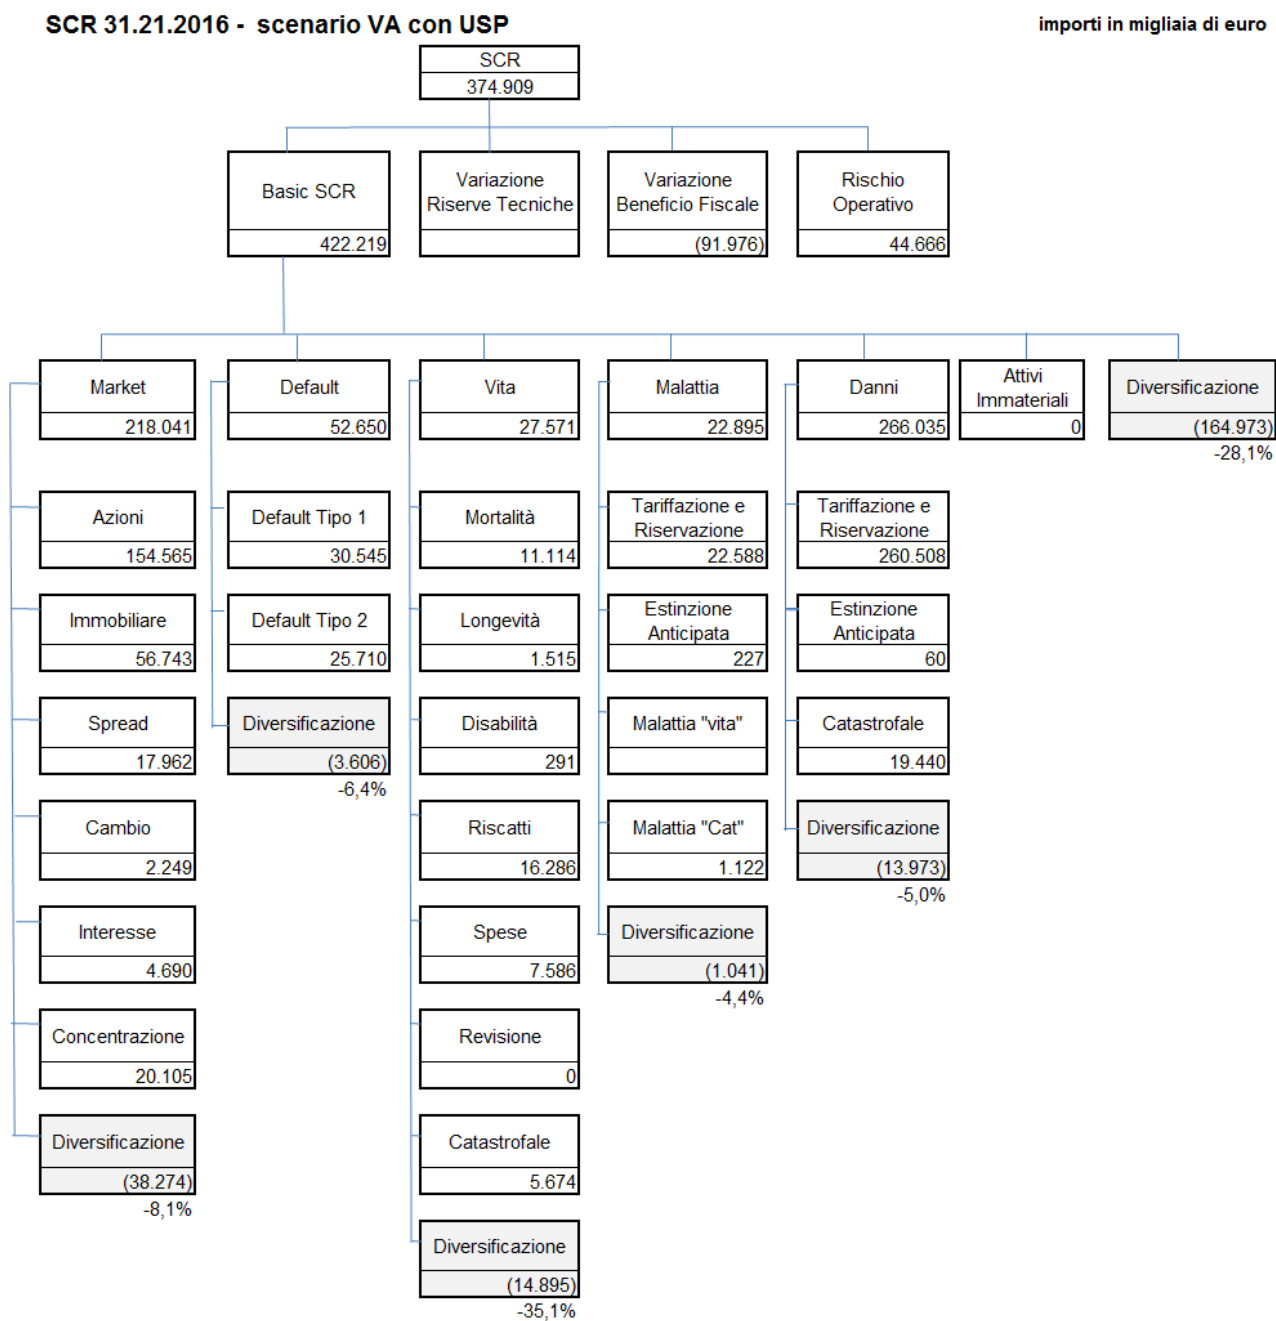 SCR 31.21.2016 - scenario VA con USP
importi in migliaia di euro
SCR
374.909
Basic SCR
422.219
Variazione
Riserve Tecniche
Variazione
Beneficio Fiscale
(91.976)
Rischio
Operativo
44.666
Market
218.041
Default
52.650
Vita
27.571
Malattia
22.895
Danni
266.035
Attivi
Immateriali
0
Diversificazione
(164.973)
-28,1%
Azioni
154.565
Default Tipo 1
30.545
Mortalità
11.114
Tariffazione e
Riservazione
22.588
Tariffazione e
Riservazione
260.508
Immobiliare
56.743
Default Tipo 2
25.710
Longevità
1.515
Estinzione
Anticipata
227
Estinzione
Anticipata
60
Spread
17.962
Diversificazione
(3.606)
-6,4%
Disabilità
291
Malattia "vita"
Catastrofale
19.440
Cambio
2.249
Riscatti
16.286
Malattia "Cat"
1.122
Diversificazione
(13.973)
-5,0%
Interesse
4.690
Spese
7.586
Diversificazione
(1.041)
-4,4%
Concentrazione
20.105
Revisione
0
Diversificazione
(38.274)
-8,1%
Catastrofale
5.674
Diversificazione
(14.895)
-35,1%